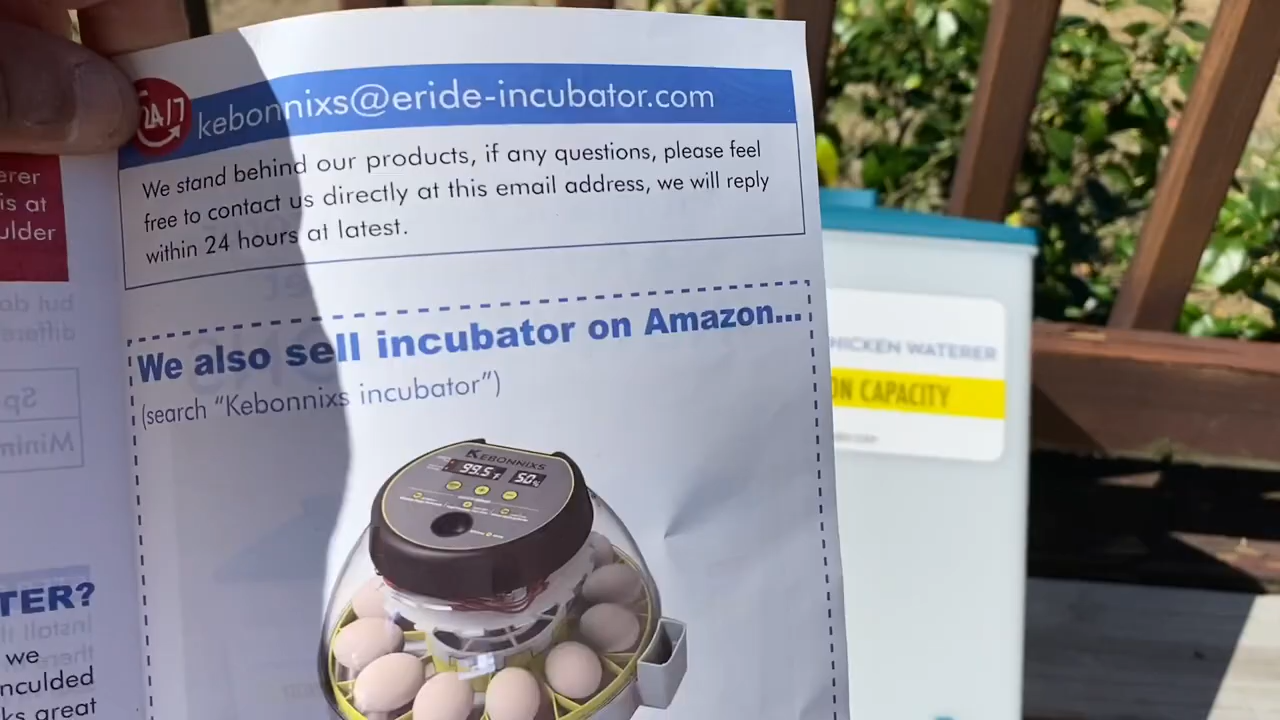 24/7
kebonnixs@eride-incubator.com
We stand behind our products, if any questions, please feel
free to contact us directly at this email address, we will reply
within 24 hours at latest.
We also sell incubator on Amazon...
(search “Kebonnixs incubator”)
KEBONNIXS
99.5
50%
erer
is at
ulder
TER?
we
nculded
ks great
HICKEN WATERER
ON CAPACITY